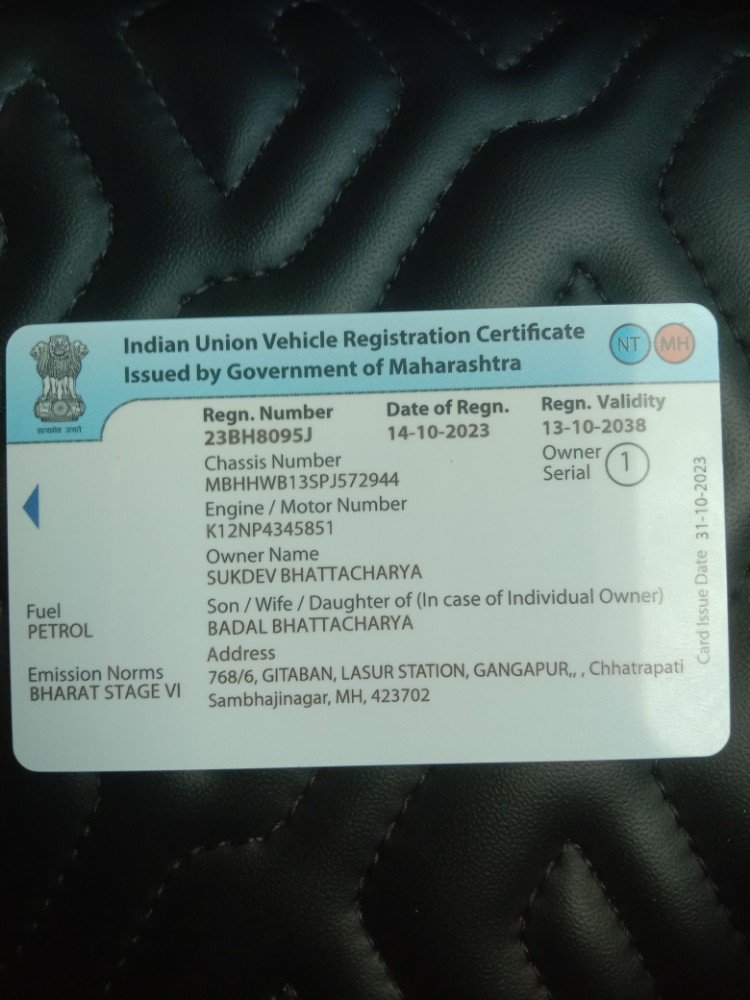 Indian Union Vehicle Registration Certificate
Issued by Government of Maharashtra
NT MH
सत्यमेव जयते
Regn. Number
23BH8095J
Date of Regn.
14-10-2023
Regn. Validity
13-10-2038
Chassis Number
MBHHWB13SPJ572944
Owner
Serial
1
Engine / Motor Number
K12NP4345851
Owner Name
SUKDEV BHATTACHARYA
Fuel
PETROL
Son / Wife / Daughter of (In case of Individual Owner)
BADAL BHATTACHARYA
Emission Norms
BHARAT STAGE VI
Address
768/6, GITABAN, LASUR STATION, GANGAPUR,, , Chhatrapati
Sambhajinagar, MH, 423702
Card Issue Date 31-10-2023